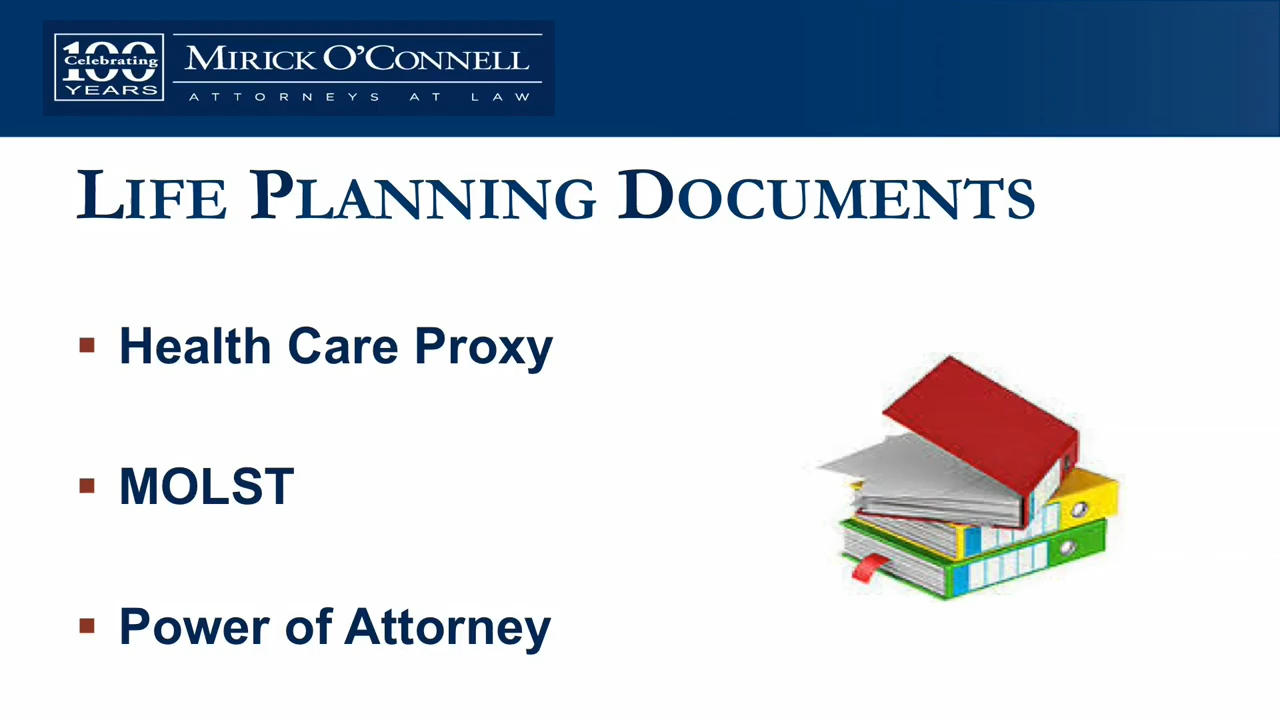 Celebrating
100
YEARS
MIRICK O'CONNELL
ATTORNEYS AT LAW
LIFE PLANNING DOCUMENTS
▪ Health Care Proxy
▪ MOLST
▪ Power of Attorney